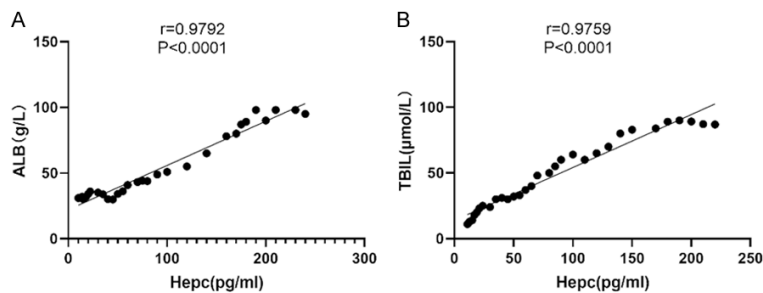 A
r=0.9792
P<0.0001
150
100
50
0
ALB（g/L）
0 100 200 300
Hepc(pg/ml)
B
r=0.9759
P<0.0001
150
100
50
0
TBIL(μmol/L)
0 50 100 150 200 250
Hepc(pg/ml)